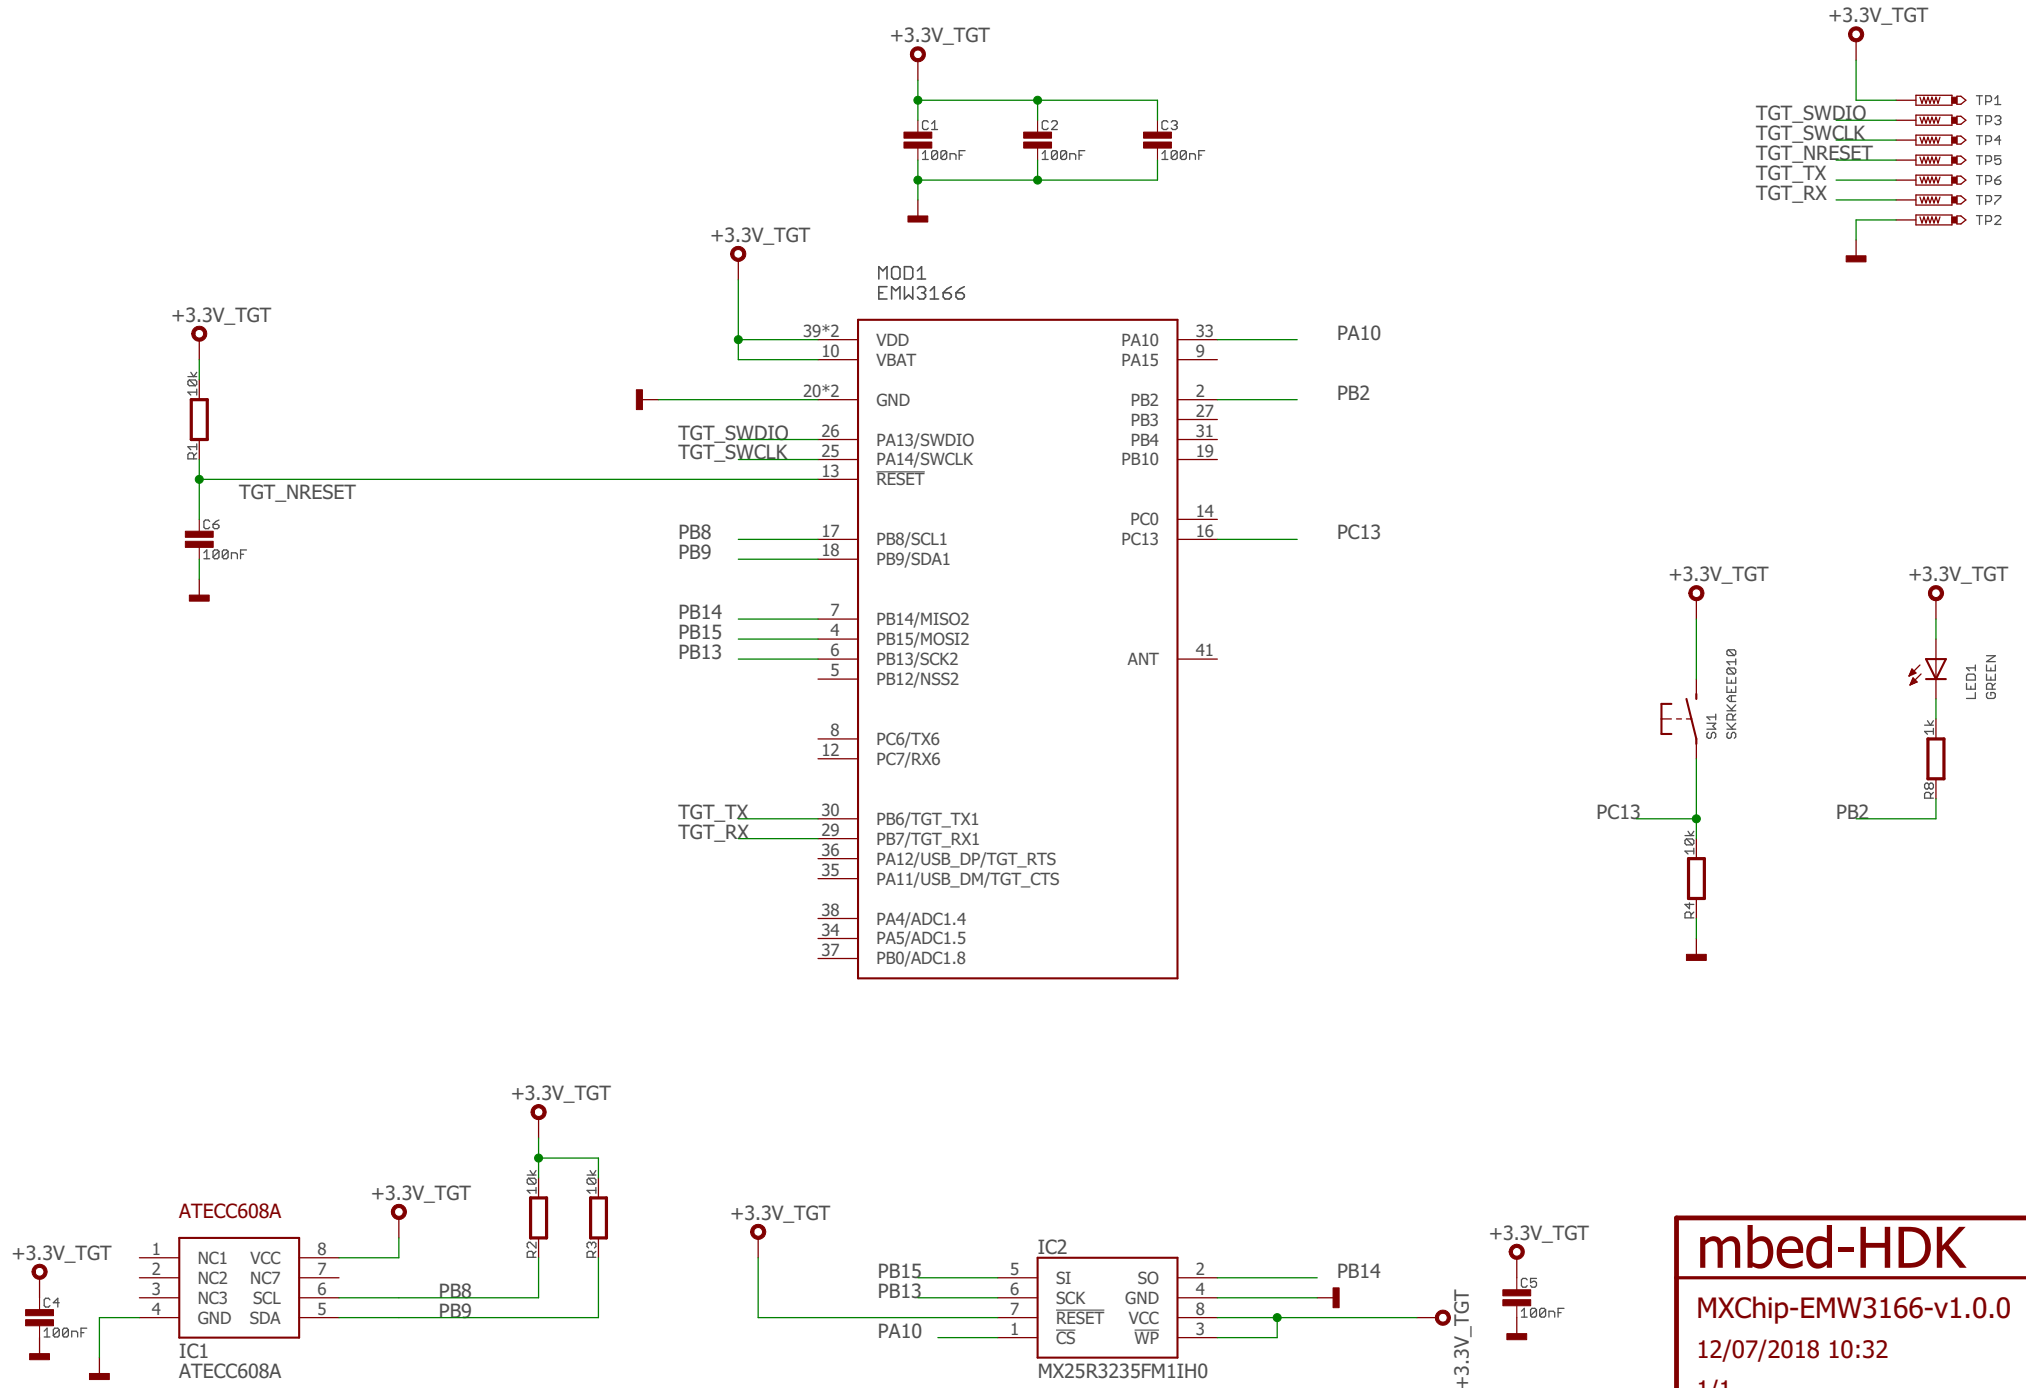 +3.3V_TGT
C1
100nF
C2
100nF
C3
100nF
+3.3V_TGT
TGT_SWDIO
TGT_SWCLK
TGT_NRESET
TGT_TX
TGT_RX
TP1
TP3
TP4
TP5
TP6
TP7
TP2
+3.3V_TGT
MOD1
EMW3166
39*2 VDD
10 VBAT
20*2 GND
TGT_SWDIO 26 PA13/SWDIO
TGT_SWCLK 25 PA14/SWCLK
13 RESET
PB8 17 PB8/SCL1
PB9 18 PB9/SDA1
PB14 7 PB14/MISO2
PB15 4 PB15/MOSI2
PB13 6 PB13/SCK2
5 PB12/NSS2
8 PC6/TX6
12 PC7/RX6
TGT_TX 30 PB6/TGT_TX1
TGT_RX 29 PB7/TGT_RX1
36 PA12/USB_DP/TGT_RTS
35 PA11/USB_DM/TGT_CTS
38 PA4/ADC1.4
34 PA5/ADC1.5
37 PB0/ADC1.8
PA10 33 PA10
PA15 9
PB2 2 PB2
PB3 27
PB4 31
PB10 19
PC0 14
PC13 16 PC13
ANT 41
+3.3V_TGT
10k
R1
TGT_NRESET
C6
100nF
+3.3V_TGT
SW1
SKRKAEE010
PC13
10k
R4
+3.3V_TGT
LED1
GREEN
1k
R8
PB2
+3.3V_TGT
C4
100nF
ATECC608A
1 NC1 VCC 8
2 NC2 NC7 7
3 NC3 SCL 6
4 GND SDA 5
IC1
ATECC608A
+3.3V_TGT
PB8
PB9
+3.3V_TGT
10k
R2
10k
R3
+3.3V_TGT
IC2
PB15 5 SI SO 2 PB14
PB13 6 SCK GND 4
7 RESET VCC 8
PA10 1 CS WP 3
MX25R3235FM1IH0
+3.3V_TGT
+3.3V_TGT
C5
100nF
mbed-HDK
MXChip-EMW3166-v1.0.0
12/07/2018 10:32
1/1